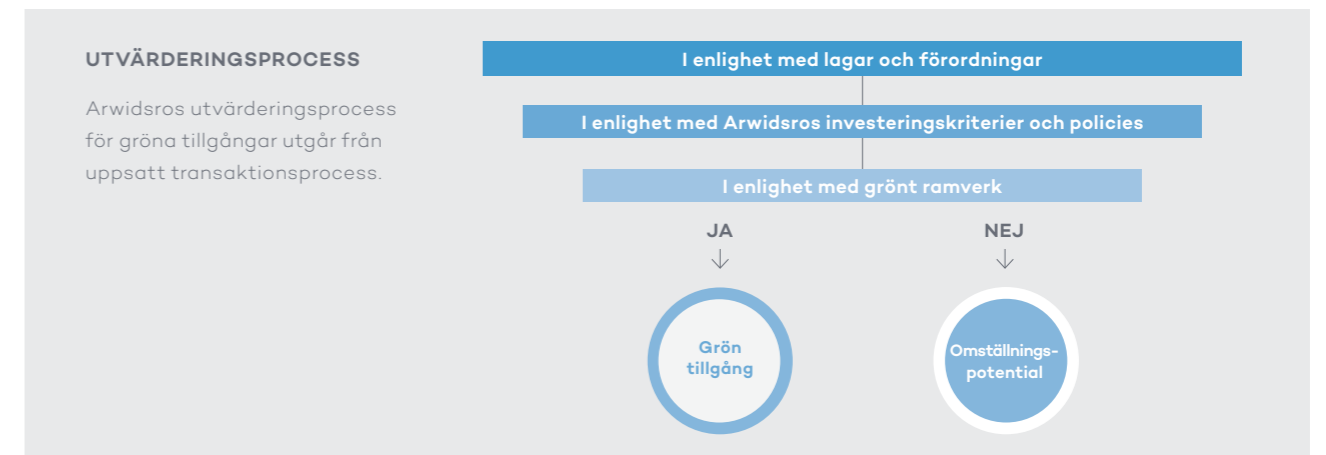 UTVÄRDERINGSPROCESS
Arwidsros utvärderingsprocess
för gröna tillgångar utgår från
uppsatt transaktionsprocess.
I enlighet med lagar och förordningar
I enlighet med Arwidsros investeringskriterier och policies
I enlighet med grönt ramverk
JA
NEJ
Grön
tillgång
Omställnings-
potential